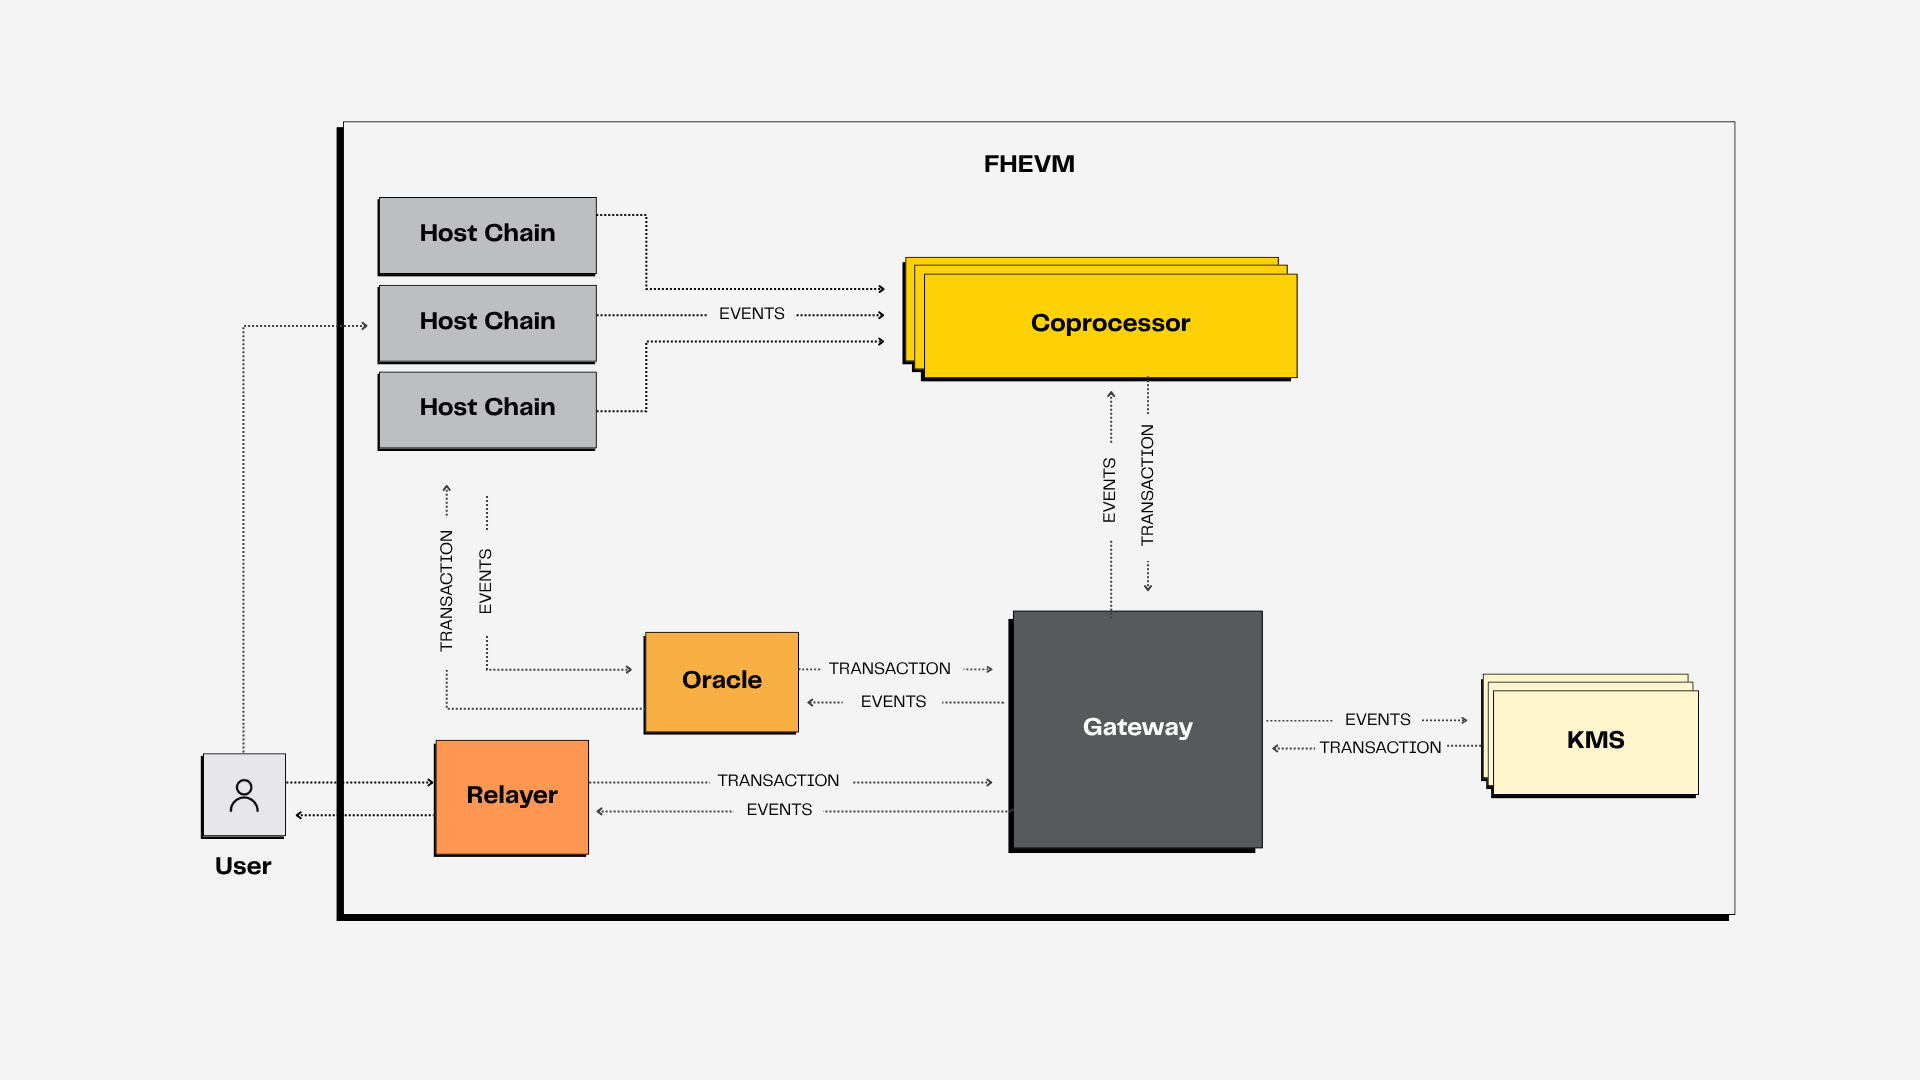 FHEVM
Host Chain
Host Chain
Host Chain
EVENTS
Coprocessor
EVENTS
TRANSACTION
TRANSACTION
EVENTS
Oracle
TRANSACTION
EVENTS
Gateway
EVENTS
TRANSACTION
KMS
Relayer
TRANSACTION
EVENTS
User